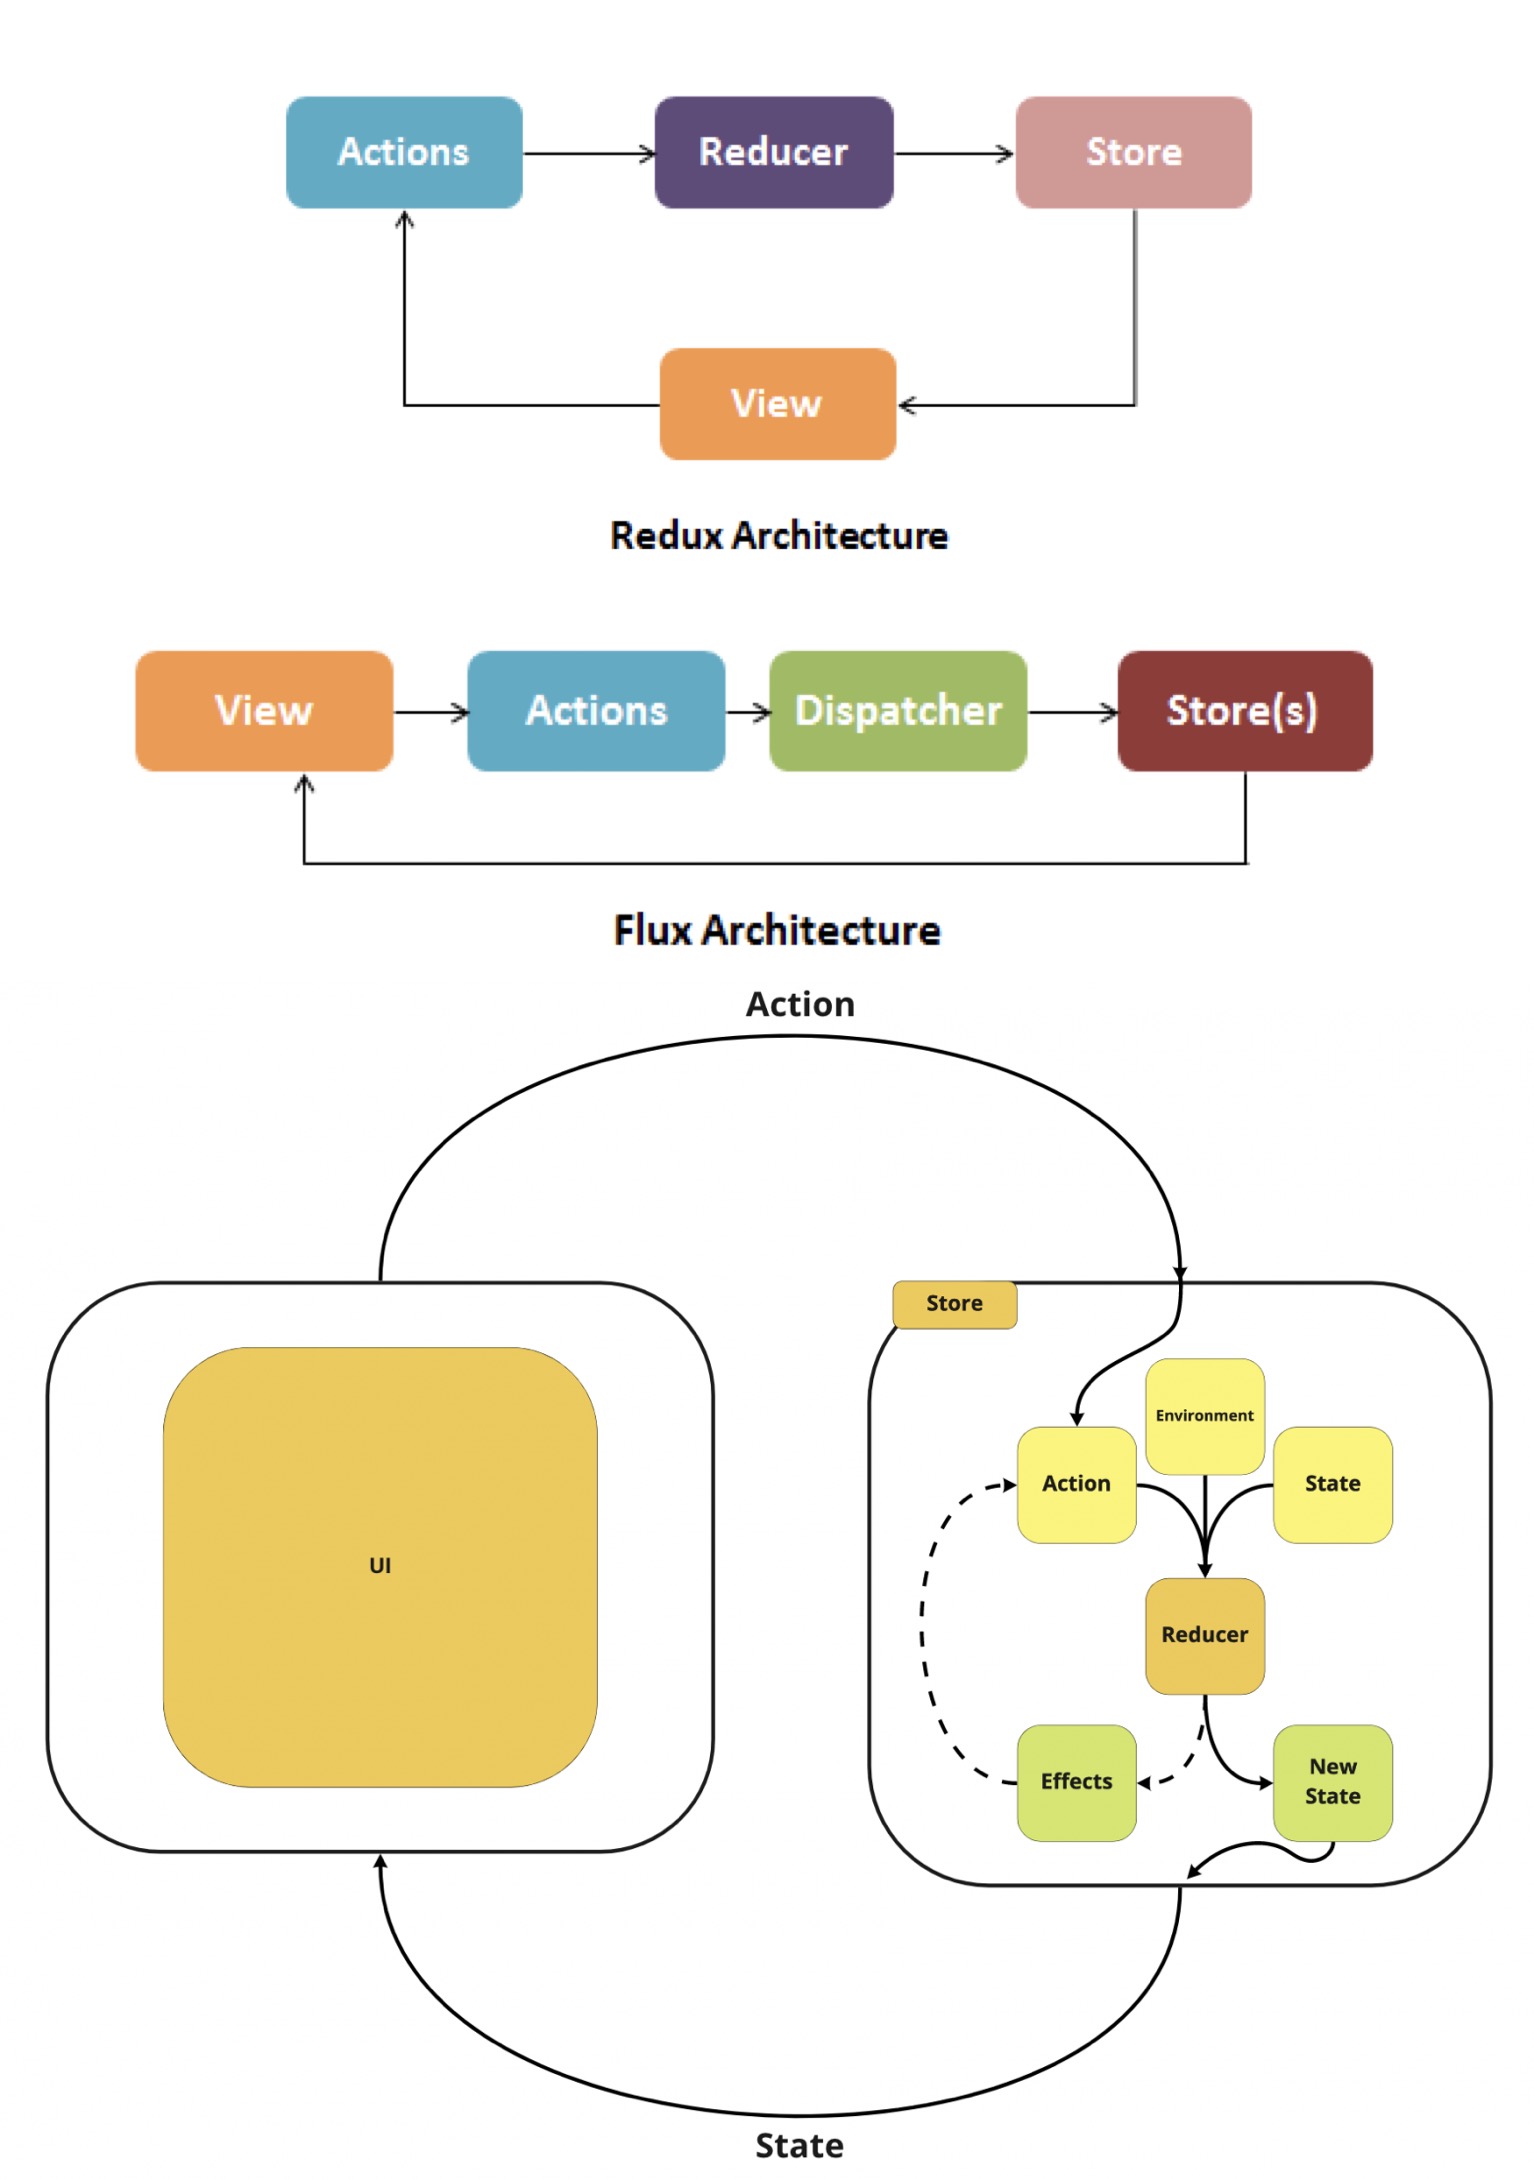 Actions
Reducer
Store
View
Redux Architecture
View
Actions
Dispatcher
Store(s)
Flux Architecture
Action
Store
Environment
Action
State
UI
Reducer
Effects
New
State
State